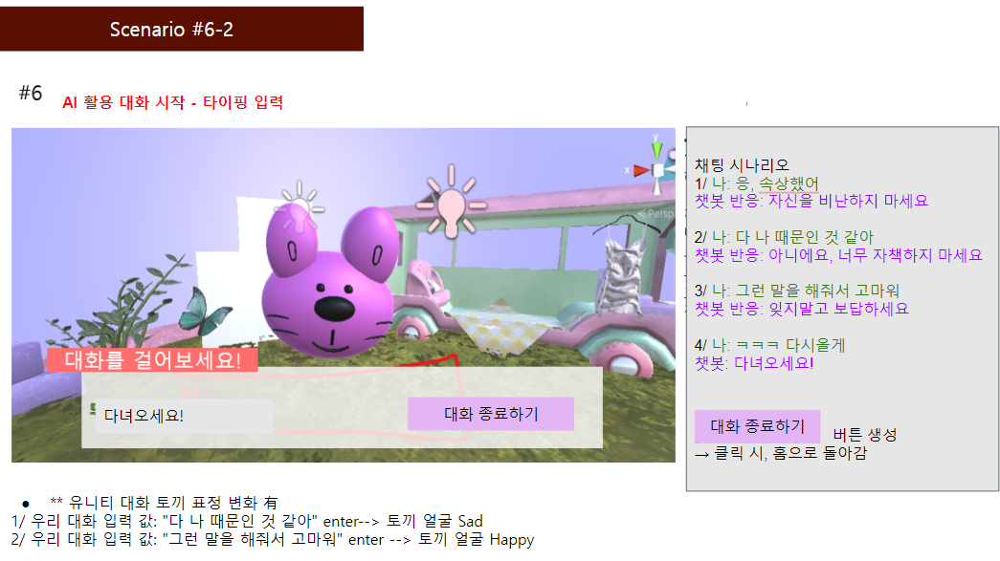 Scenario #6-2
#6
AI 활용 대화 시작 - 타이핑 입력
y
x
< Persp
대화를 걸어보세요!
다녀오세요!
대화 종료하기
채팅 시나리오
1/ 나: 응, 속상했어
챗봇 반응: 자신을 비난하지 마세요
2/ 나: 다 나 때문인 것 같아
챗봇 반응: 아니에요, 너무 자책하지 마세요
3/ 나: 그런 말을 해줘서 고마워
챗봇 반응: 잊지말고 보답하세요
4/ 나: ㅋㅋㅋ 다시올게
챗봇: 다녀오세요!
대화 종료하기 버튼 생성
→ 클릭 시, 홈으로 돌아감
● ** 유니티 대화 토끼 표정 변화 有
1/ 우리 대화 입력 값: "다 나 때문인 것 같아" enter--> 토끼 얼굴 Sad
2/ 우리 대화 입력 값: "그런 말을 해줘서 고마워" enter --> 토끼 얼굴 Happy